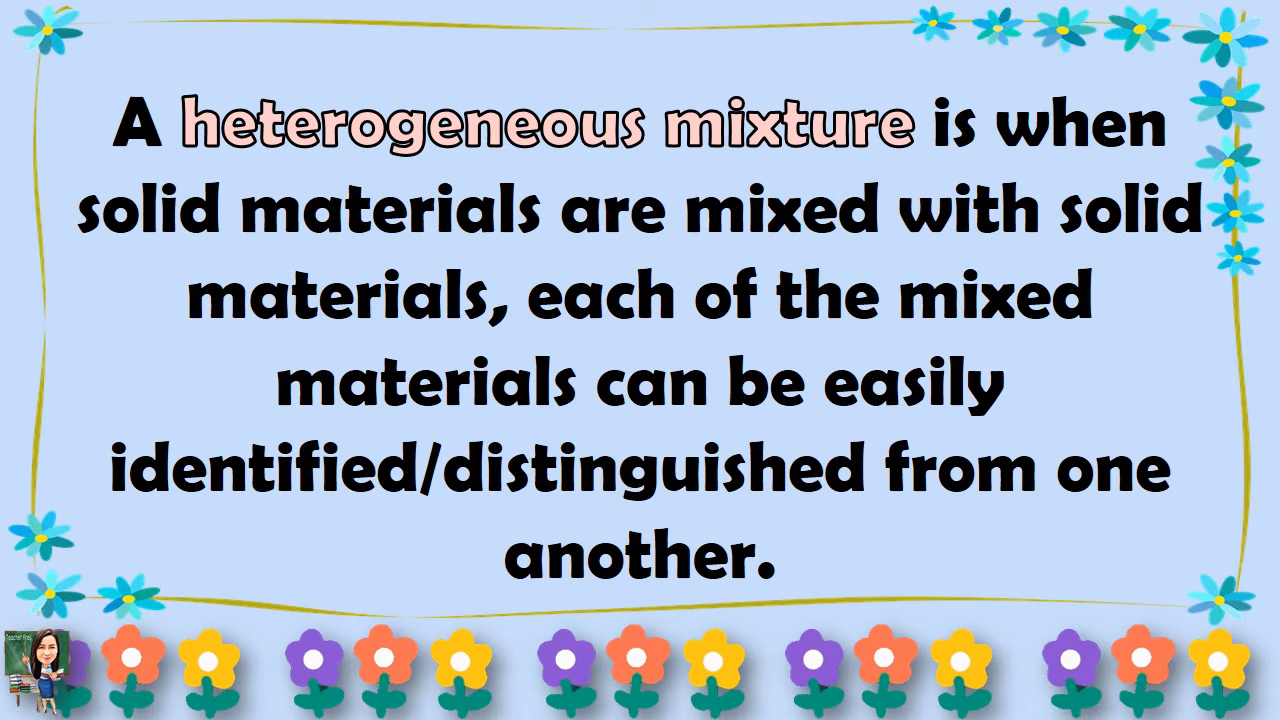 A heterogeneous mixture is when
solid materials are mixed with solid
materials, each of the mixed
materials can be easily
identified/distinguished from one
another.